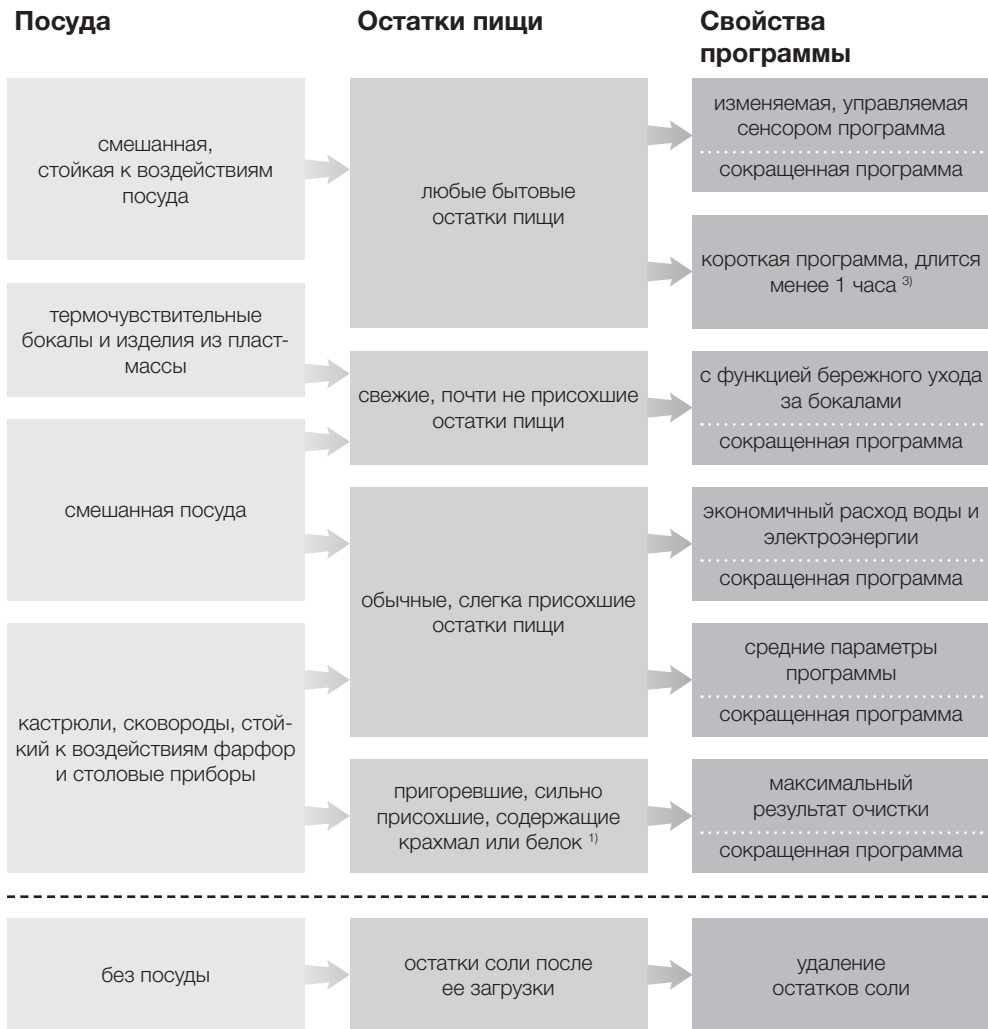 Посуда
Остатки пищи
Свойства
программы
смешанная,
стойкая к воздействиям
посуда
любые бытовые
остатки пищи
изменяемая, управляемая
сенсором программа
сокращенная программа
короткая программа, длится
менее 1 часа 3)
термочувствительные
бокалы и изделия из пласт-
массы
свежие, почти не присохшие
остатки пищи
с функцией бережного ухода
за бокалами
сокращенная программа
смешанная посуда
обычные, слегка присохшие
остатки пищи
экономичный расход воды и
электроэнергии
сокращенная программа
средние параметры
программы
сокращенная программа
кастрюли, сковороды, стой-
кий к воздействиям фарфор
и столовые приборы
пригоревшие, сильно
присохшие, содержащие
крахмал или белок 1)
максимальный
результат очистки
сокращенная программа
без посуды
остатки соли после
ее загрузки
удаление
остатков соли